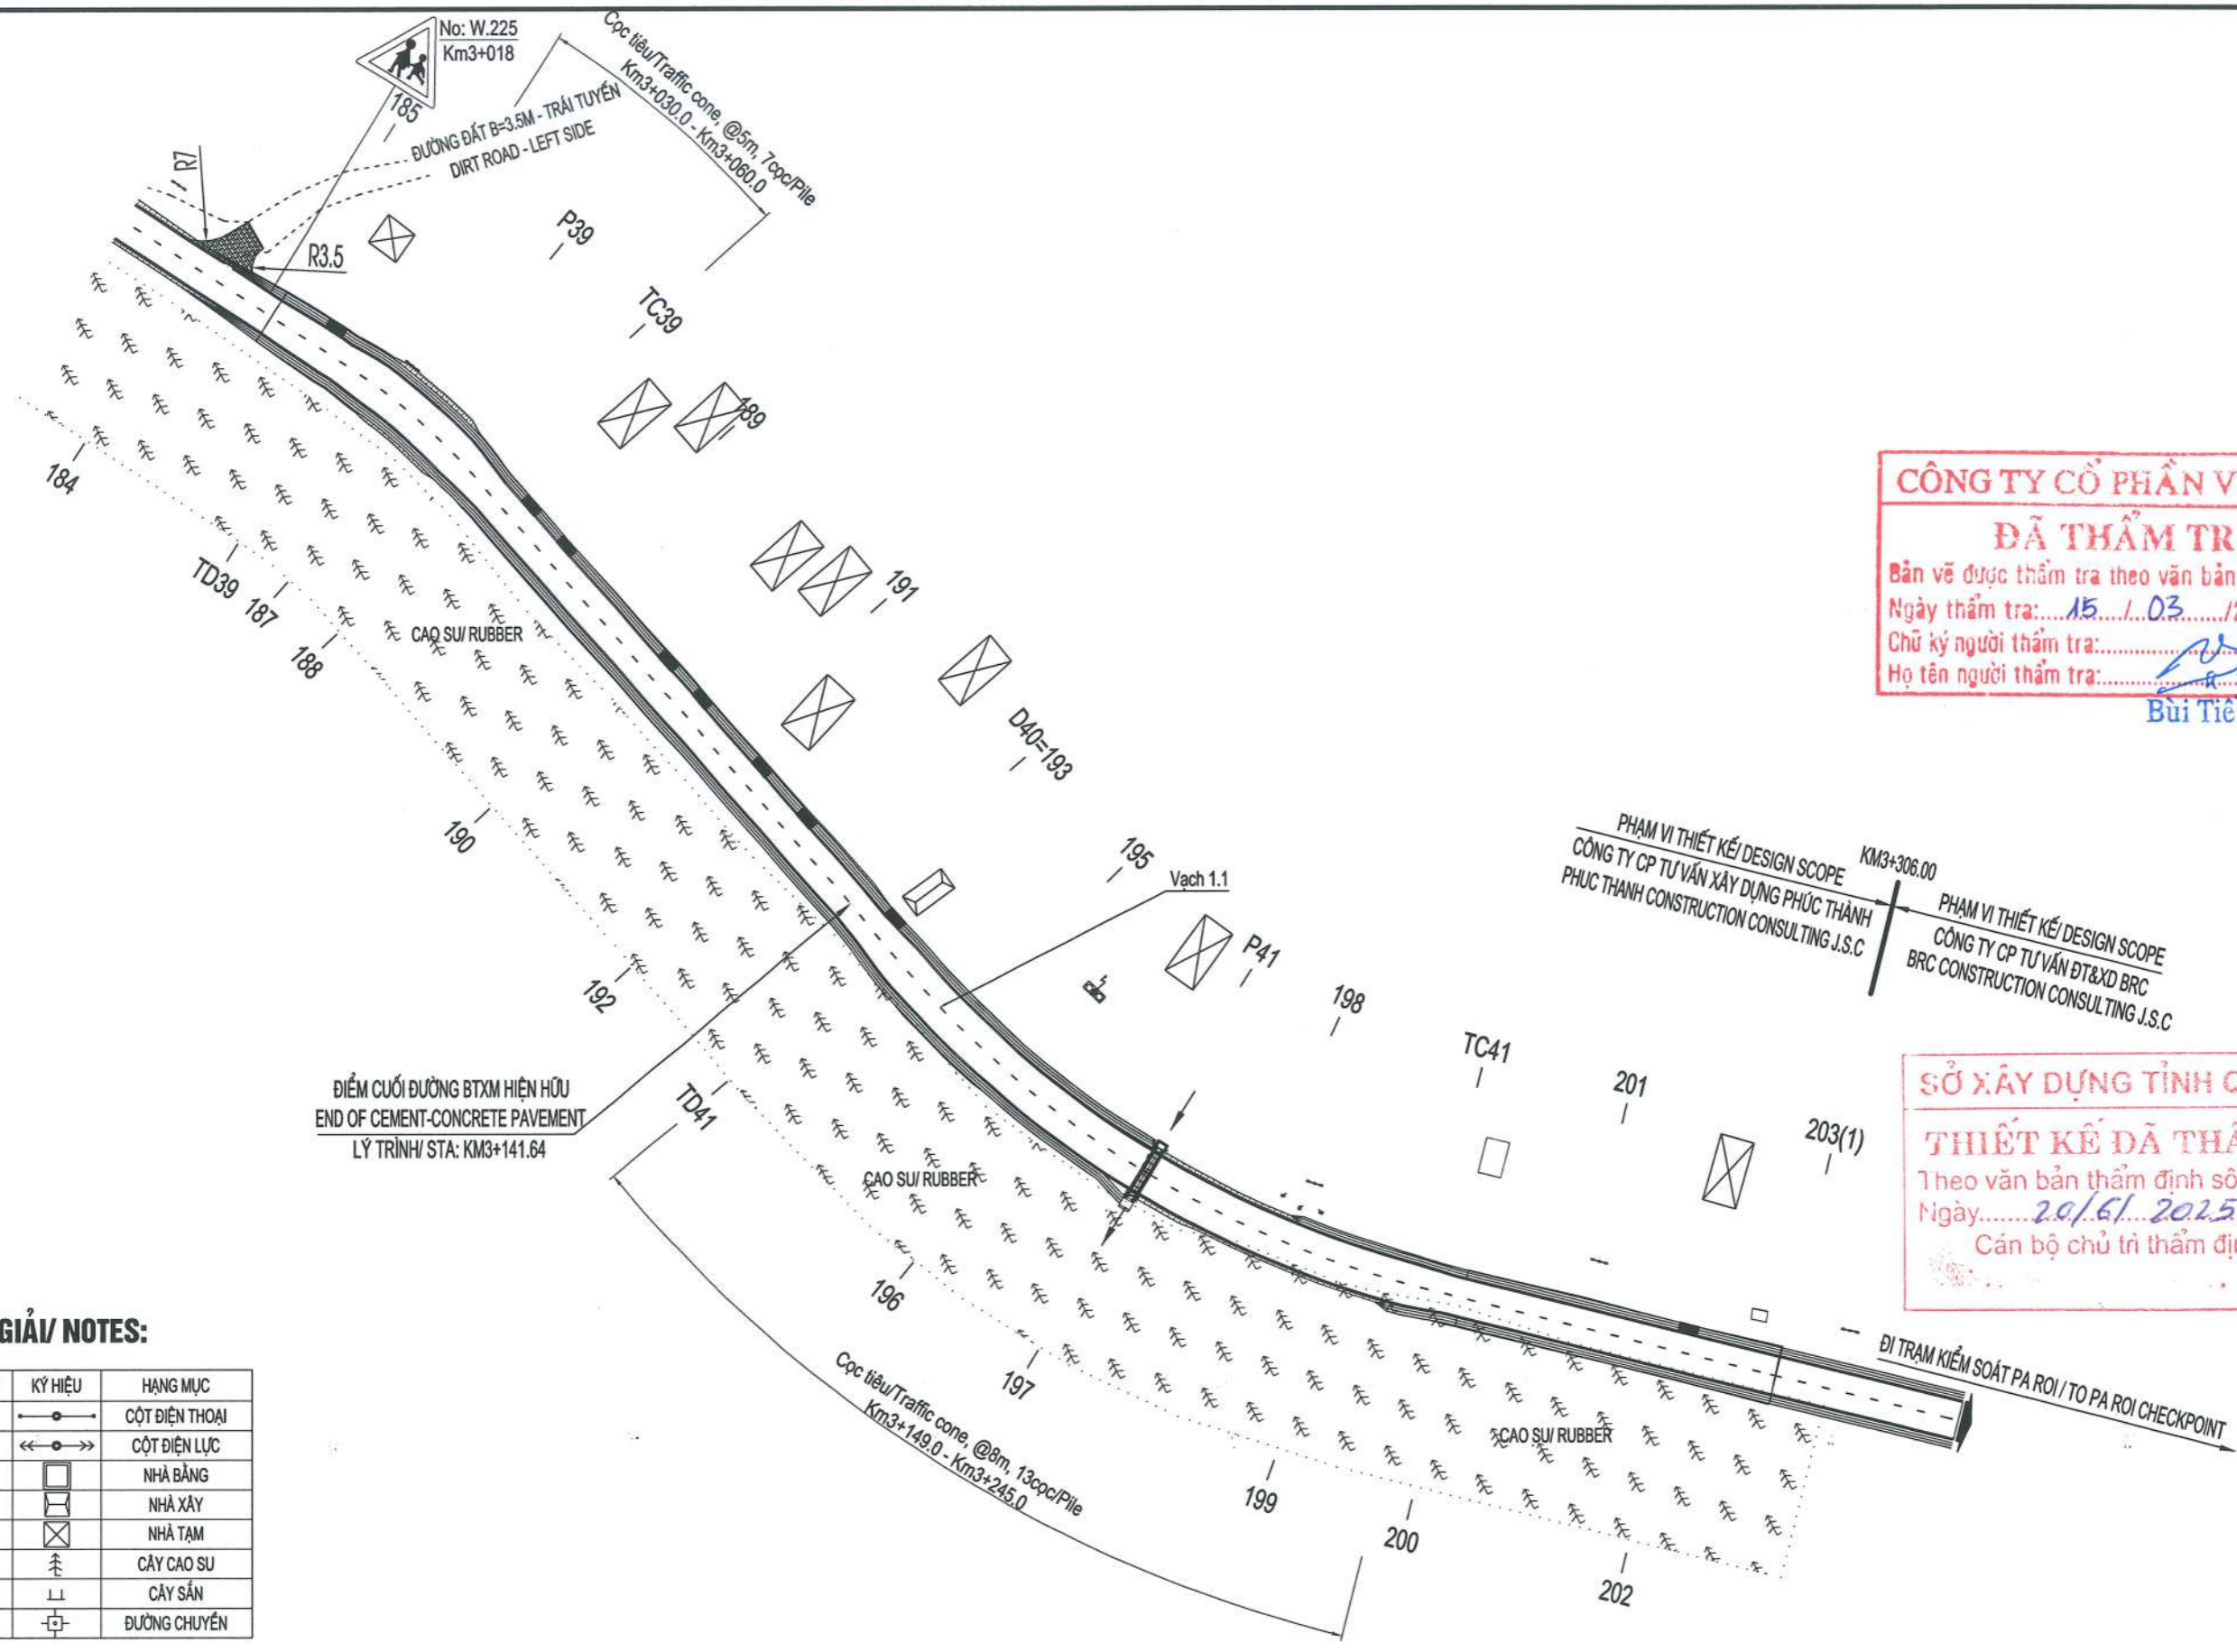 No: W.225
Km3+018
185
ĐƯỜNG ĐẤT B=3.5M - TRÁI TUYẾN
DIRT ROAD - LEFT SIDE
Cọc tiêu/Traffic cone, @5m, 7cọc/Pile
Km3+030.0 - Km3+060.0
R7
R3.5
P39
TC39
189
184
TD39
187
188
CAO SU/ RUBBER
191
D40=193
190
192
195
Vạch 1.1
P41
198
TC41
201
203(1)
CÔNG TY CỔ PHẦN V
ĐÃ THẨM TR
Bản vẽ được thẩm tra theo văn bản
Ngày thẩm tra:....15..../...03......./2
Chữ ký người thẩm tra:
Họ tên người thẩm tra:
Bùi Tiê
PHẠM VI THIẾT KẾ/ DESIGN SCOPE
CÔNG TY CP TƯ VẤN XÂY DỰNG PHÚC THÀNH
PHUC THANH CONSTRUCTION CONSULTING J.S.C
KM3+306.00
PHẠM VI THIẾT KẾ/ DESIGN SCOPE
CÔNG TY CP TƯ VẤN ĐT&XD BRC
BRC CONSTRUCTION CONSULTING J.S.C
ĐIỂM CUỐI ĐƯỜNG BTXM HIỆN HỮU
END OF CEMENT-CONCRETE PAVEMENT
LÝ TRÌNH/ STA: KM3+141.64
TD41
CAO SU/ RUBBER
SỞ XÂY DỰNG TỈNH Q
THIẾT KẾ ĐÃ THẨ
Theo văn bản thẩm định số
Ngày.......20/6/ 2025
Cán bộ chủ trì thẩm địn
196
197
Cọc tiêu/Traffic cone, @8m, 13cọc/Pile
Km3+149.0 - Km3+245.0
199
200
202
CAO SU/ RUBBER
ĐI TRẠM KIỂM SOÁT PA ROI / TO PA ROI CHECKPOINT
GIẢI/ NOTES:
KÝ HIỆU HẠNG MỤC
CỘT ĐIỆN THOẠI
CỘT ĐIỆN LỰC
NHÀ BẰNG
NHÀ XÂY
NHÀ TẠM
CÂY CAO SU
CÂY SẮN
ĐƯỜNG CHUYỀN